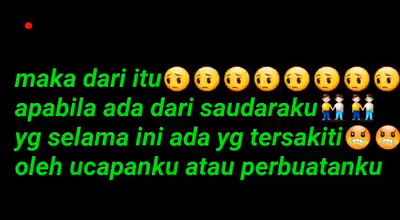 maka dari itu😔😔😔😔😔😔😔😔
apabila ada dari saudaraku👬👬
yg selama ini ada yg tersakiti😠😠
oleh ucapanku atau perbuatanku